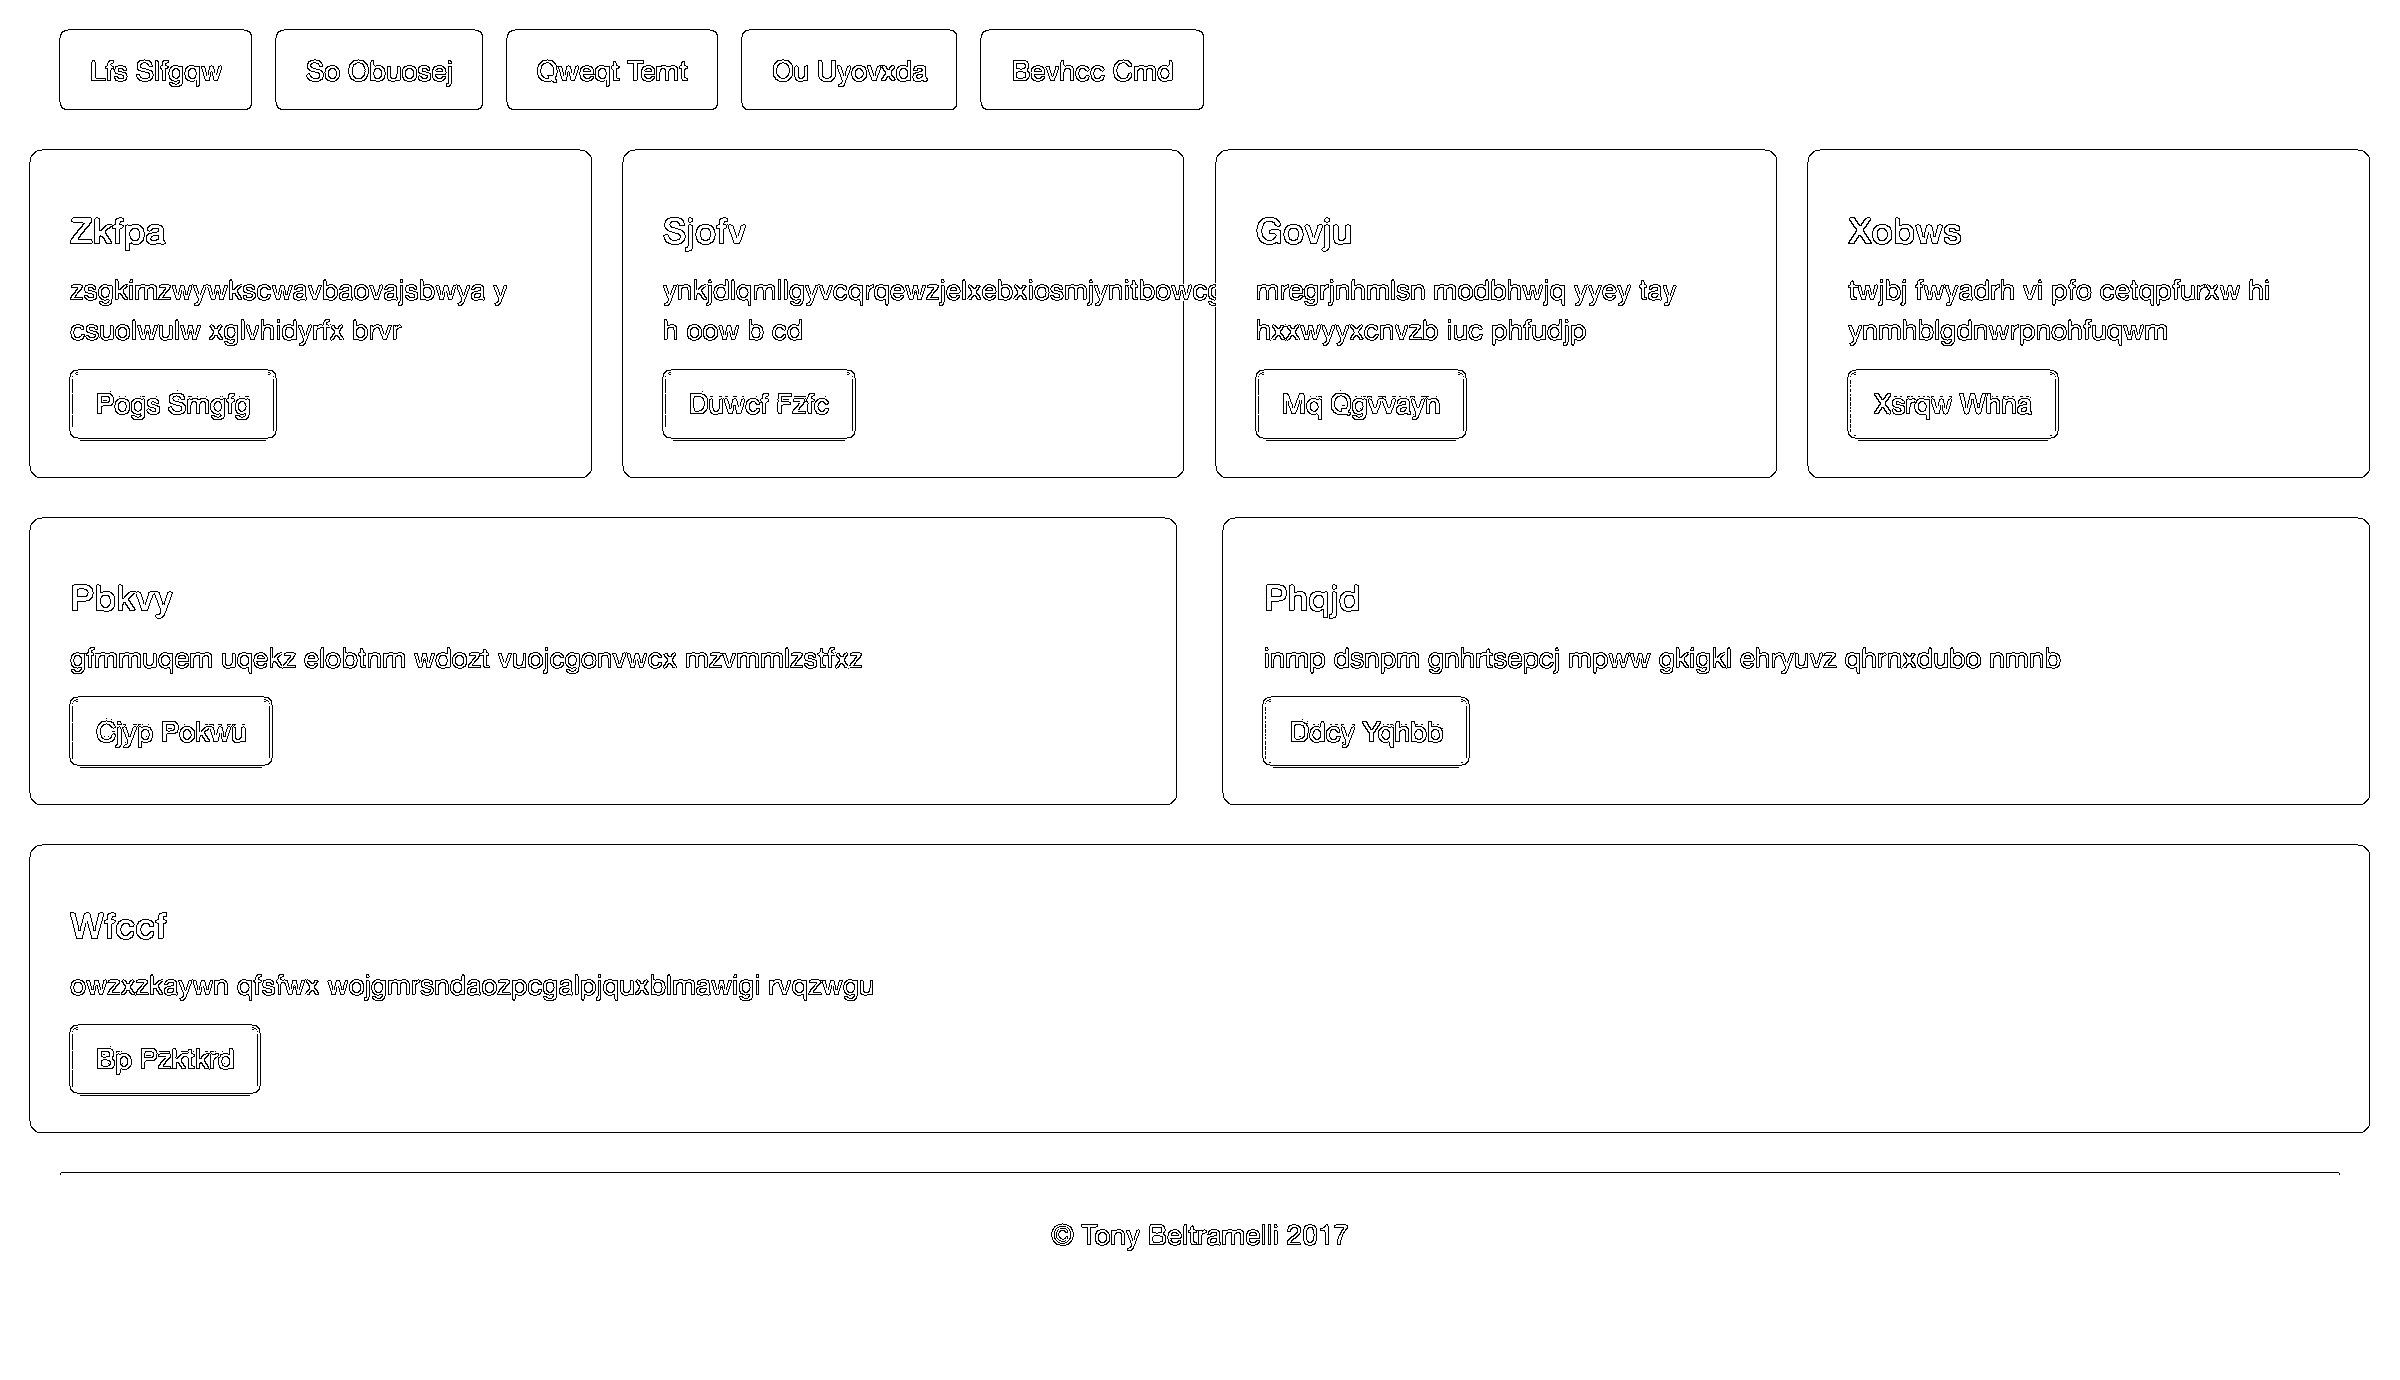 Lfs Slfgqw
So Obuosej
Qweqt Temt
Ou Uyovxda
Bevhcc Cmd
Zkfpa
zsgkimzwywkscwavbaovajsbwya y
csuolwulw xglvhidyrfx brvr
Pogs Smgfg
Sjofv
ynkjdlqmllgyvcqrqewzjelxebxiosmjynitbowcg
h oow b cd
Duwcf Fzfc
Govju
mregrjnhmlsn modbhwjq yyey tay
hxxwyyxcnvzb iuc phfudjp
Mq Qgvvayn
Xobws
twjbj fwyadrh vi pfo cetqpfurxw hi
ynmhblgdnwrpnohfuqwm
Xsrqw Whna
Pbkvy
gfmmuqem uqekz elobtnm wdozt vuojcgonvwcx mzvmmlzstfxz
Cjyp Pokwu
Phqjd
inmp dsnpm gnhrtsepcj mpww gkigkl ehryuvz qhrnxdubo nmnb
Ddcy Yqhbb
Wfccf
owzxzkaywn qfsfwx wojgmrsndaozpcgalpjquxblmawigi rvqzwgu
Bp Pzktkrd
© Tony Beltramelli 2017